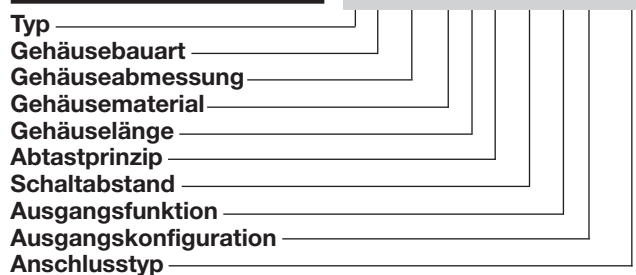 Typ
Gehäusebauart
Gehäuseabmessung
Gehäusematerial
Gehäuselänge
Abtastprinzip
Schaltabstand
Ausgangsfunktion
Ausgangskonfiguration
Anschlusstyp